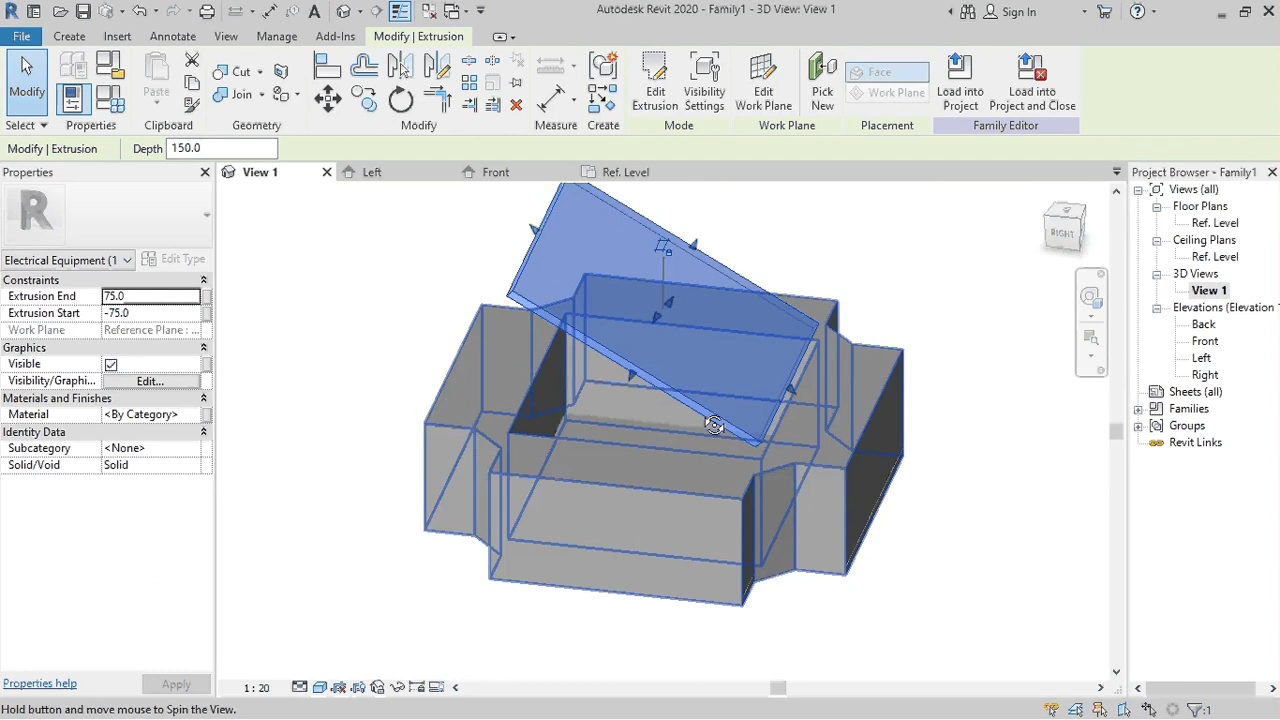 Autodesk Revit 2020 - Family1 - 3D View: View 1
Sign In
File
Create
Insert
Annotate
View
Manage
Add-Ins
Modify | Extrusion
Modify
Paste
Cut
Join
Edit Extrusion
Visibility Settings
Edit Work Plane
Pick New
Face
Work Plane
Load into Project
Load into Project and Close
Select
Properties
Clipboard
Geometry
Modify
Measure
Create
Mode
Work Plane
Placement
Family Editor
Modify | Extrusion
Depth 150.0
Properties
View 1
Left
Front
Ref. Level
Project Browser - Family1
R
Electrical Equipment (1
Edit Type
Constraints
Extrusion End 75.0
Extrusion Start -75.0
Work Plane Reference Plane : ...
Graphics
Visible
Visibility/Graphi... Edit...
Materials and Finishes
Material <By Category>
Identity Data
Subcategory <None>
Solid/Void Solid
RIGHT
Views (all)
Floor Plans
Ref. Level
Ceiling Plans
Ref. Level
3D Views
View 1
Elevations (Elevation
Back
Front
Left
Right
Sheets (all)
Families
Groups
Revit Links
Properties help
Apply
1 : 20
Hold button and move mouse to Spin the View.
:1